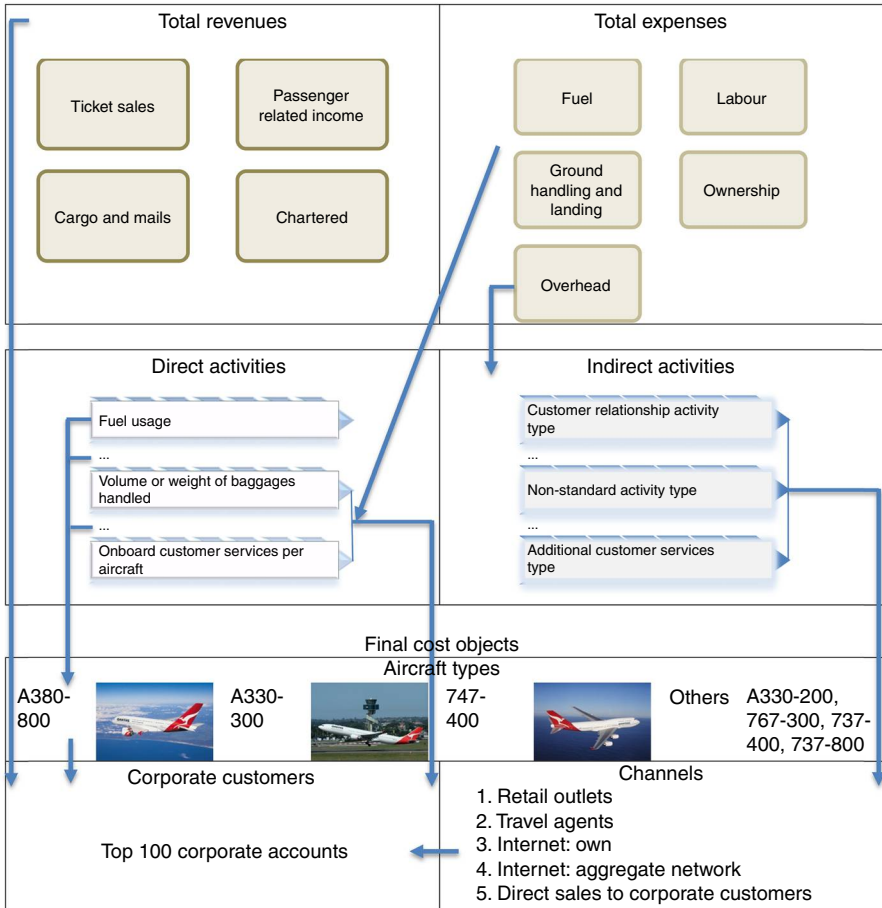 Total revenues
Total expenses
Ticket sales
Passenger
related income
Cargo and mails
Chartered
Fuel
Labour
Ground
handling and
landing
Ownership
Overhead
Direct activities
Fuel usage
...
Volume or weight of baggages
handled
...
Onboard customer services per
aircraft
Indirect activities
Customer relationship activity
type
...
Non-standard activity type
...
Additional customer services
type
Final cost objects
Aircraft types
A380-
800
A330-
300
747-
400
Others
A330-200,
767-300, 737-
400, 737-800
Corporate customers
Top 100 corporate accounts
Channels
1. Retail outlets
2. Travel agents
3. Internet: own
4. Internet: aggregate network
5. Direct sales to corporate customers